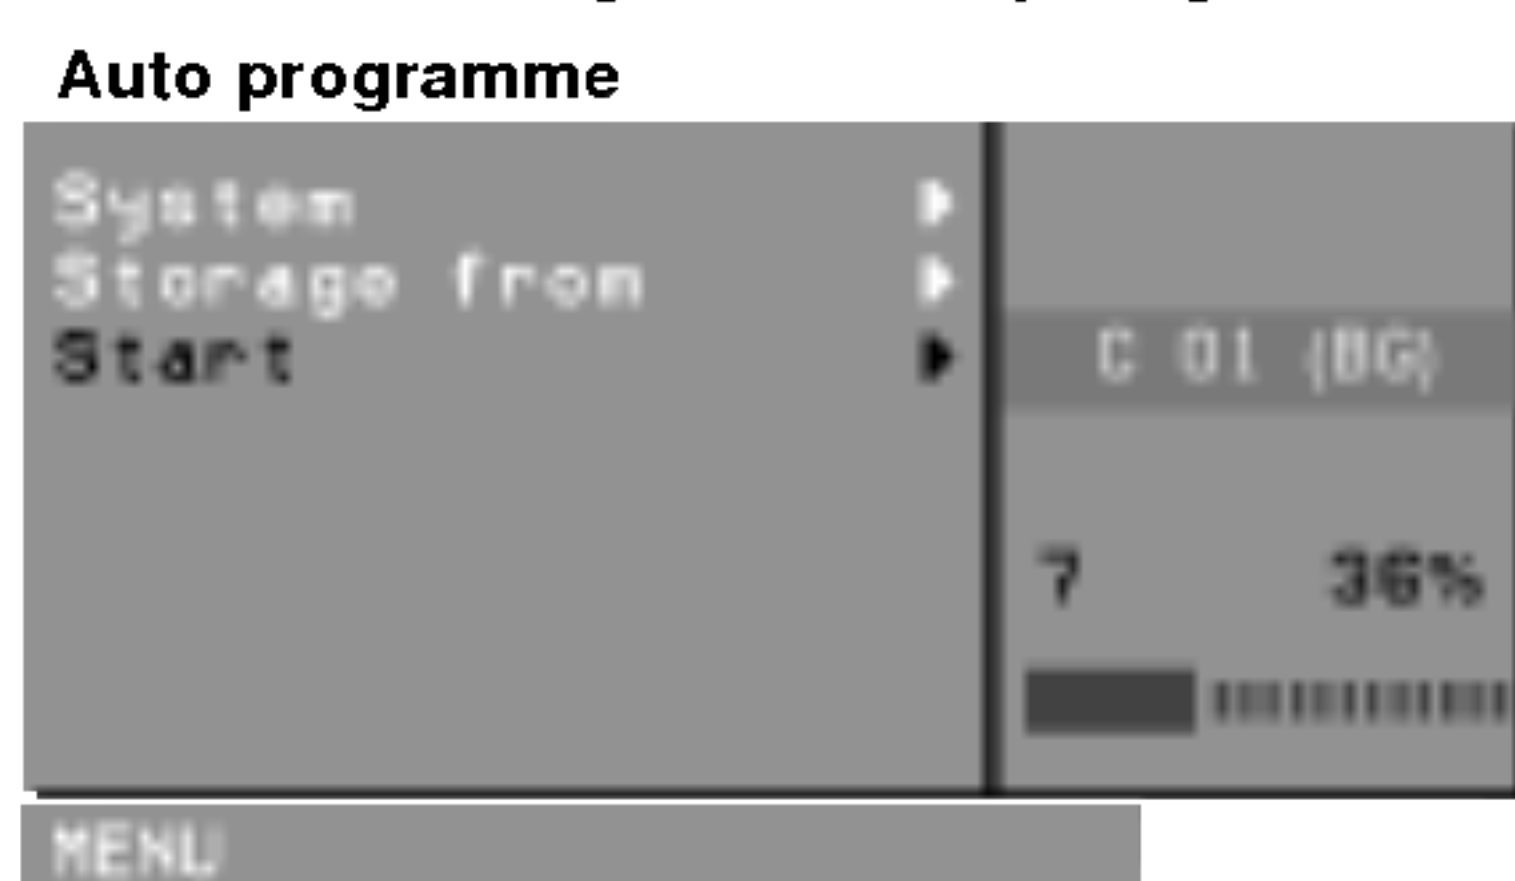 Auto programme
System
Storage from
Start
C 01 (BG)
7 36%
MENU